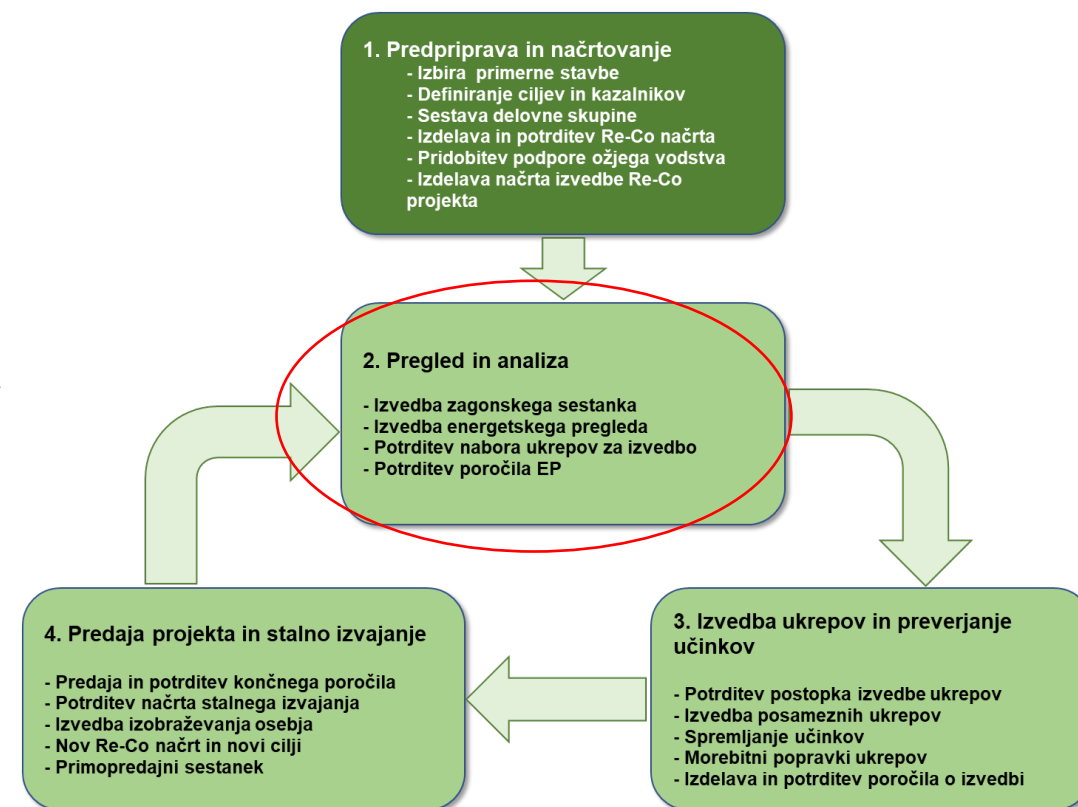 1. Predpriprava in načrtovanje
- Izbira primerne stavbe
- Definiranje ciljev in kazalnikov
- Sestava delovne skupine
- Izdelava in potrditev Re-Co načrta
- Pridobitev podpore ožjega vodstva
- Izdelava načrta izvedbe Re-Co
projekta
2. Pregled in analiza
- Izvedba zagonskega sestanka
- Izvedba energetskega pregleda
- Potrditev nabora ukrepov za izvedbo
- Potrditev poročila EP
3. Izvedba ukrepov in preverjanje
učinkov
- Potrditev postopka izvedbe ukrepov
- Izvedba posameznih ukrepov
- Spremljanje učinkov
- Morebitni popravki ukrepov
- Izdelava in potrditev poročila o izvedbi
4. Predaja projekta in stalno izvajanje
- Predaja in potrditev končnega poročila
- Potrditev načrta stalnega izvajanja
- Izvedba izobraževanja osebja
- Nov Re-Co načrt in novi cilji
- Primopredajni sestanek